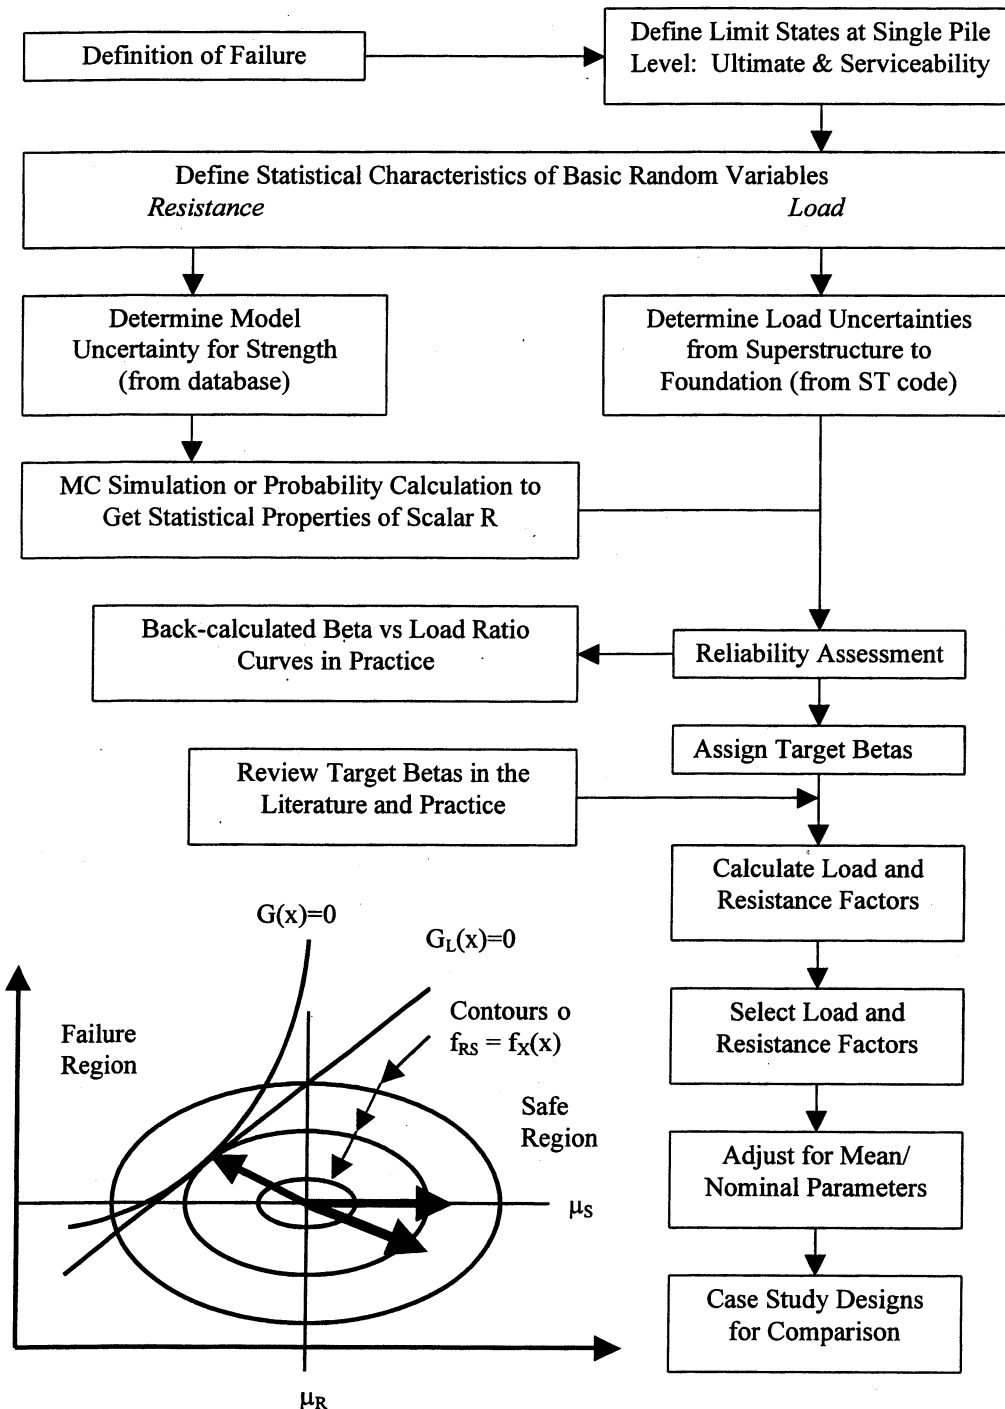 Definition of Failure
Define Limit States at Single Pile
Level: Ultimate & Serviceability
Define Statistical Characteristics of Basic Random Variables
Resistance
Load
Determine Model
Uncertainty for Strength
(from database)
Determine Load Uncertainties
from Superstructure to
Foundation (from ST code)
MC Simulation or Probability Calculation to
Get Statistical Properties of Scalar R
Back-calculated Beta vs Load Ratio
Curves in Practice
Reliability Assessment
Assign Target Betas
Review Target Betas in the
Literature and Practice
Calculate Load and
Resistance Factors
Select Load and
Resistance Factors
Adjust for Mean/
Nominal Parameters
Case Study Designs
for Comparison
G(x)=0
G_L(x)=0
Contours o
f_RS = f_X(x)
Failure
Region
Safe
Region
μ_S
μ_R